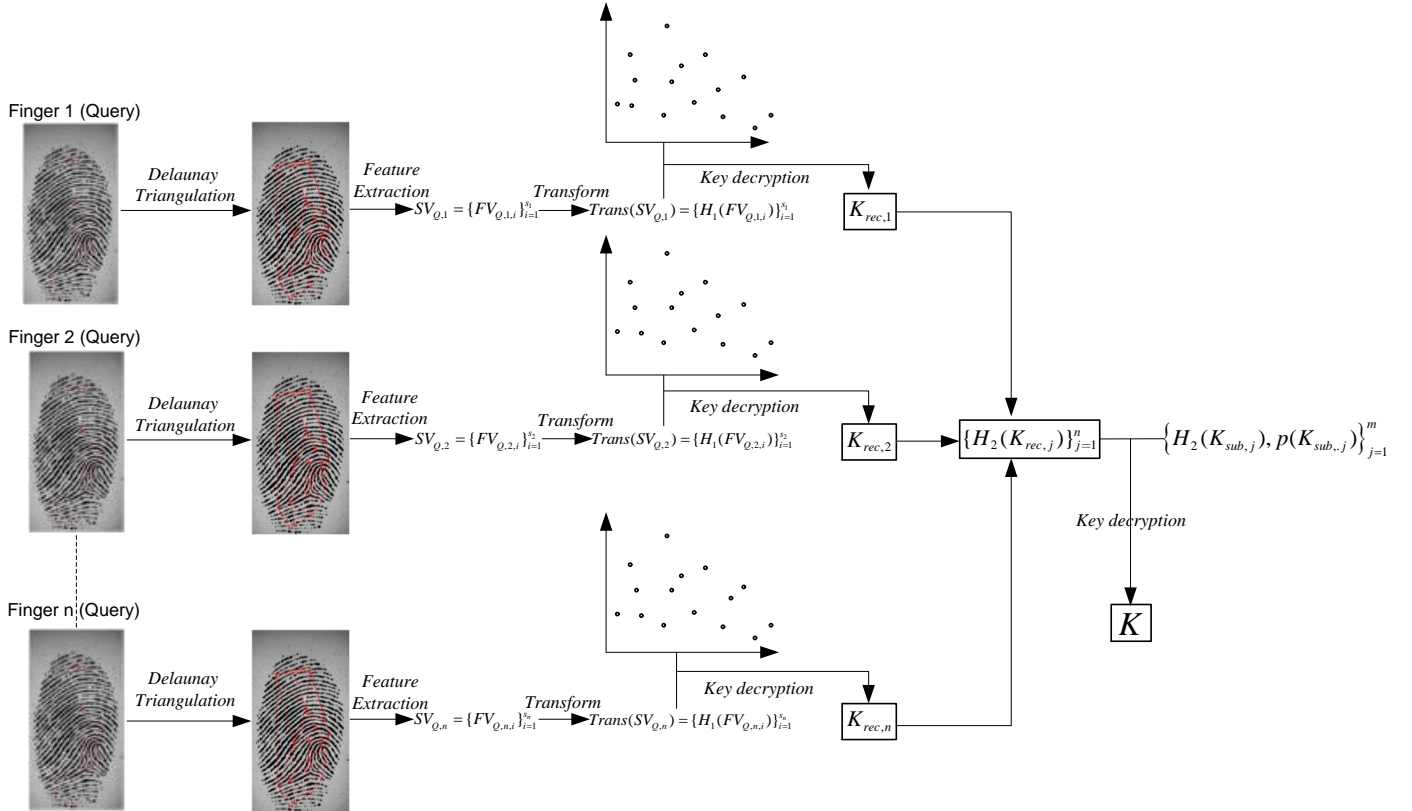 Finger 1 (Query)
Delaunay
Triangulation
Feature
Extraction
$SV_{Q,1} = \{FV_{Q,1,i}\}_{i=1}^{s_1}$
Transform
$Trans(SV_{Q,1}) = \{H_1(FV_{Q,1,i})\}_{i=1}^{s_1}$
Key decryption
$K_{rec,1}$
Finger 2 (Query)
Delaunay
Triangulation
Feature
Extraction
$SV_{Q,2} = \{FV_{Q,2,i}\}_{i=1}^{s_2}$
Transform
$Trans(SV_{Q,2}) = \{H_1(FV_{Q,2,i})\}_{i=1}^{s_2}$
Key decryption
$K_{rec,2}$
$\{H_2(K_{rec,j})\}_{j=1}^{n}$
$\{H_2(K_{sub,j}), p(K_{sub,.j})\}_{j=1}^{m}$
Key decryption
$K$
Finger n (Query)
Delaunay
Triangulation
Feature
Extraction
$SV_{Q,n} = \{FV_{Q,n,i}\}_{i=1}^{s_n}$
Transform
$Trans(SV_{Q,n}) = \{H_1(FV_{Q,n,i})\}_{i=1}^{s_n}$
Key decryption
$K_{rec,n}$